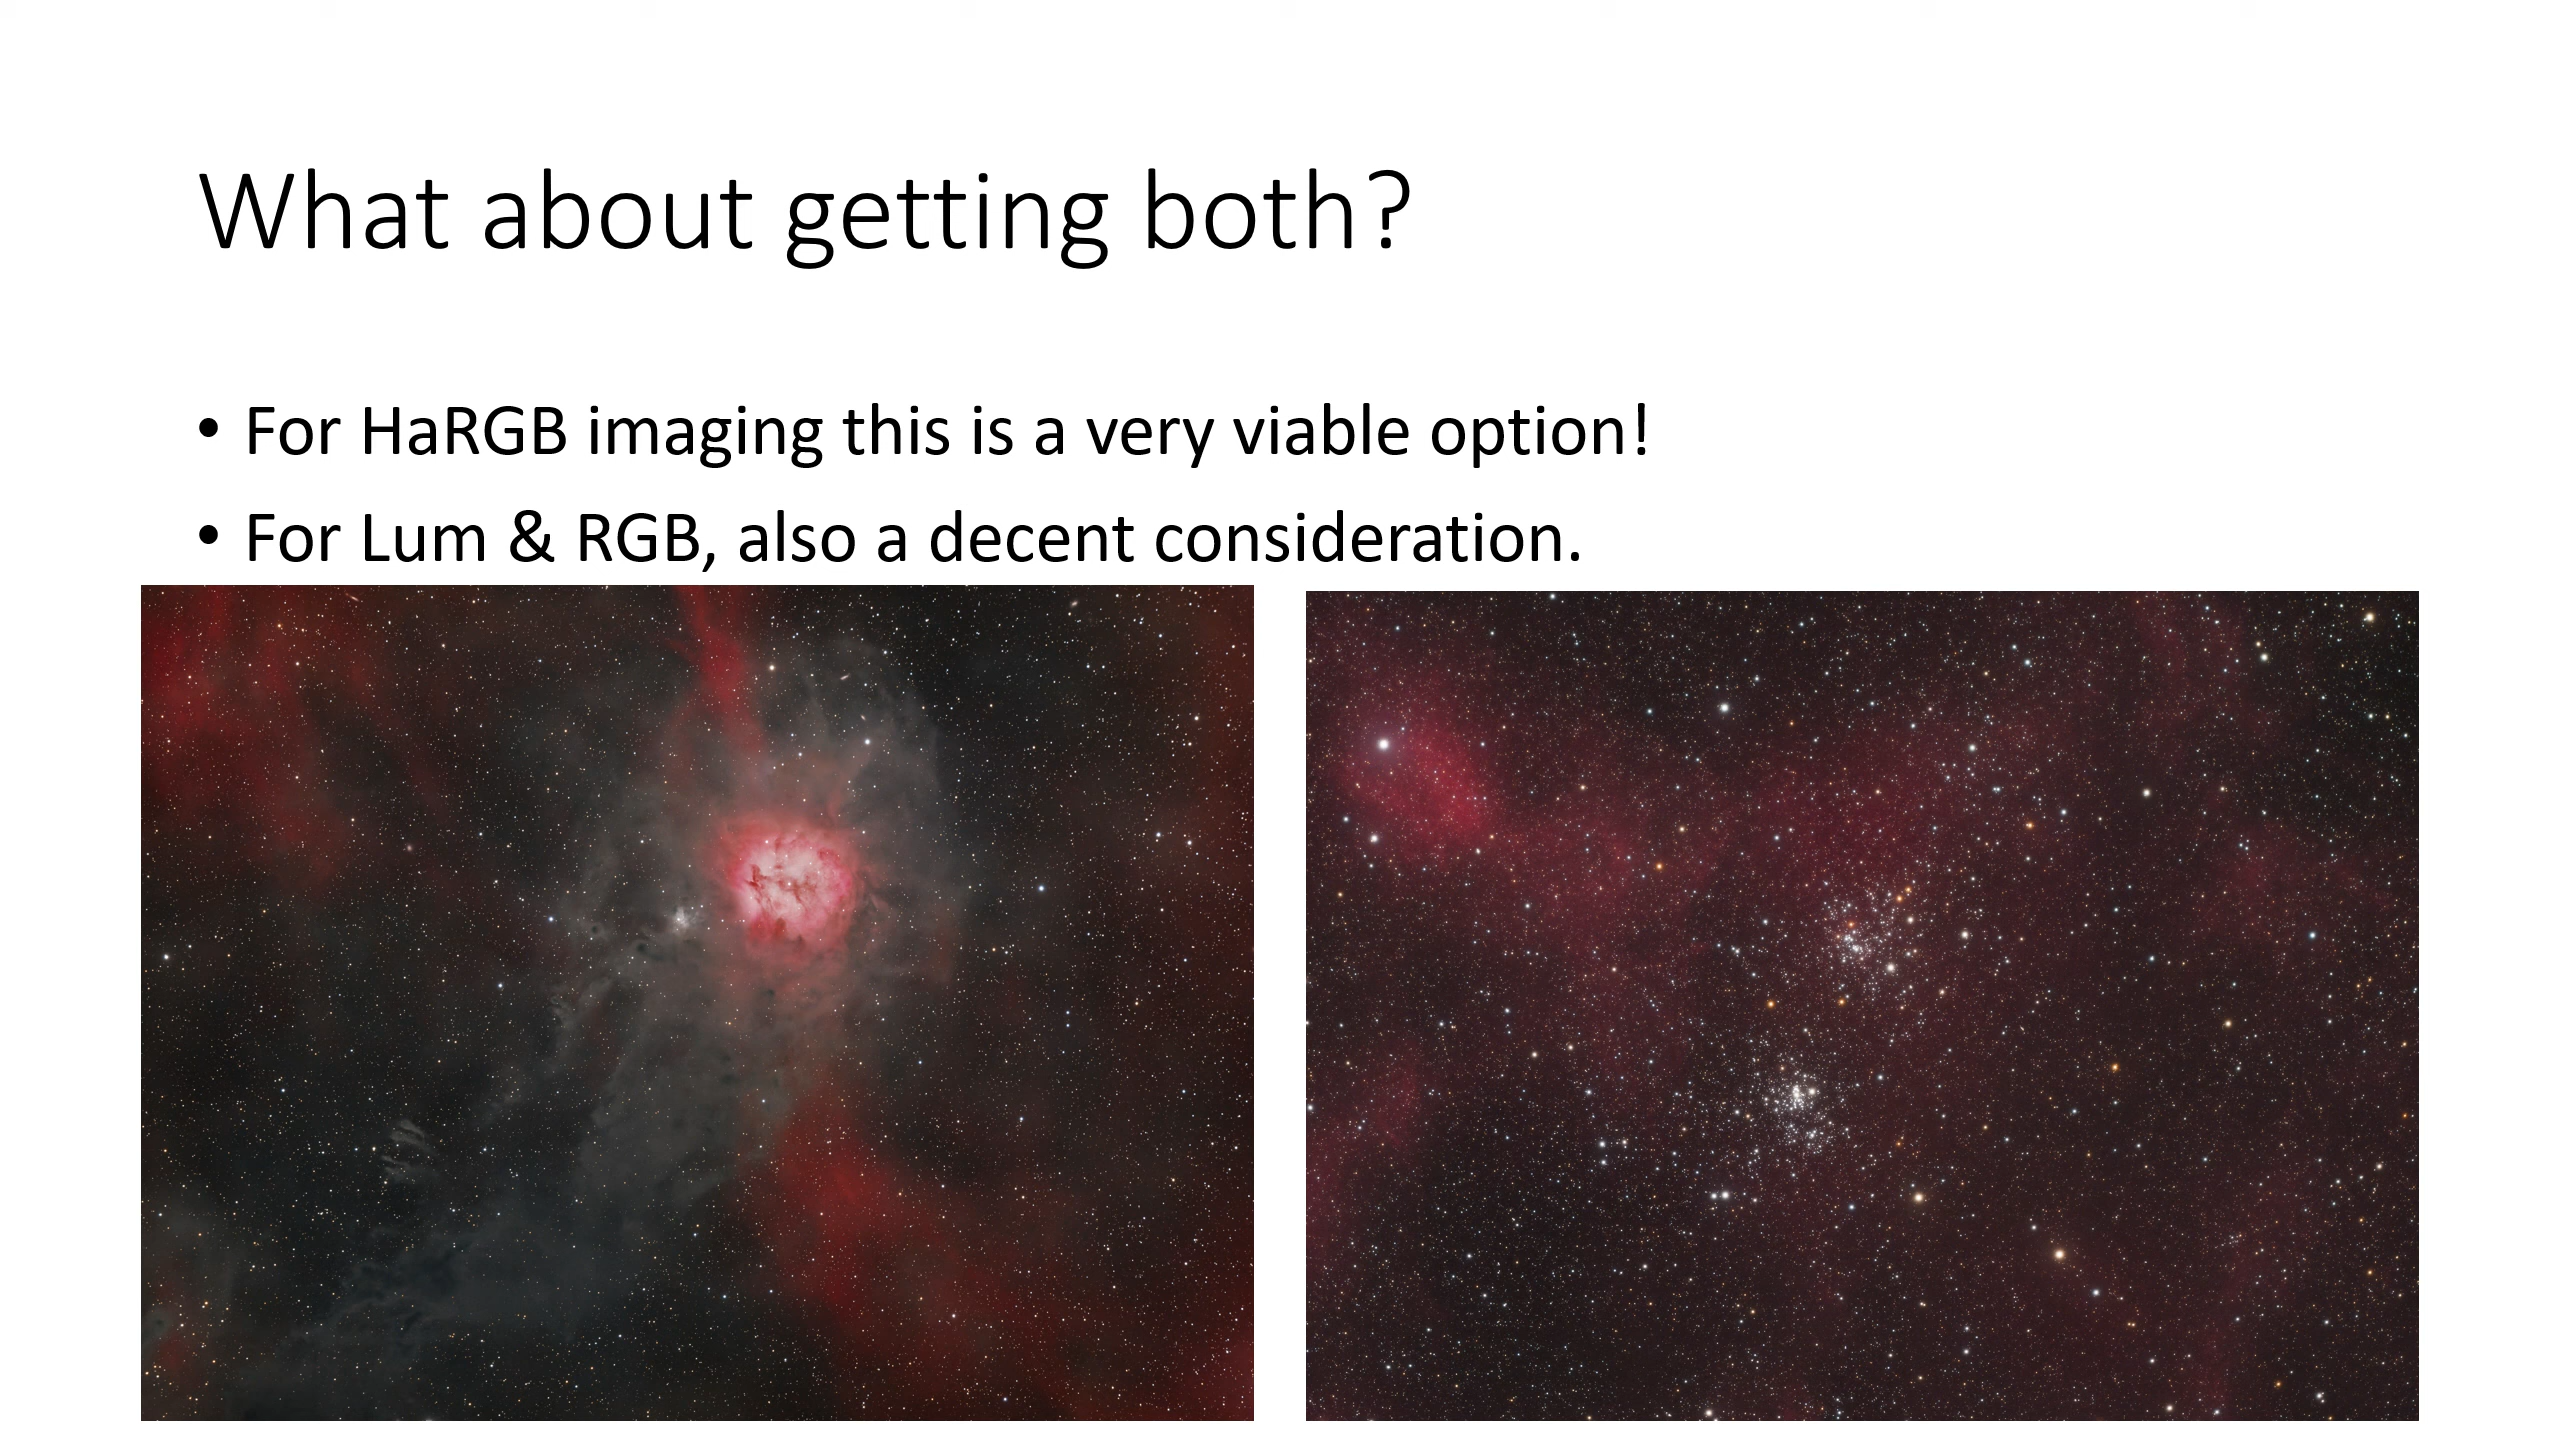 What about getting both?
• For HaRGB imaging this is a very viable option!
• For Lum & RGB, also a decent consideration.